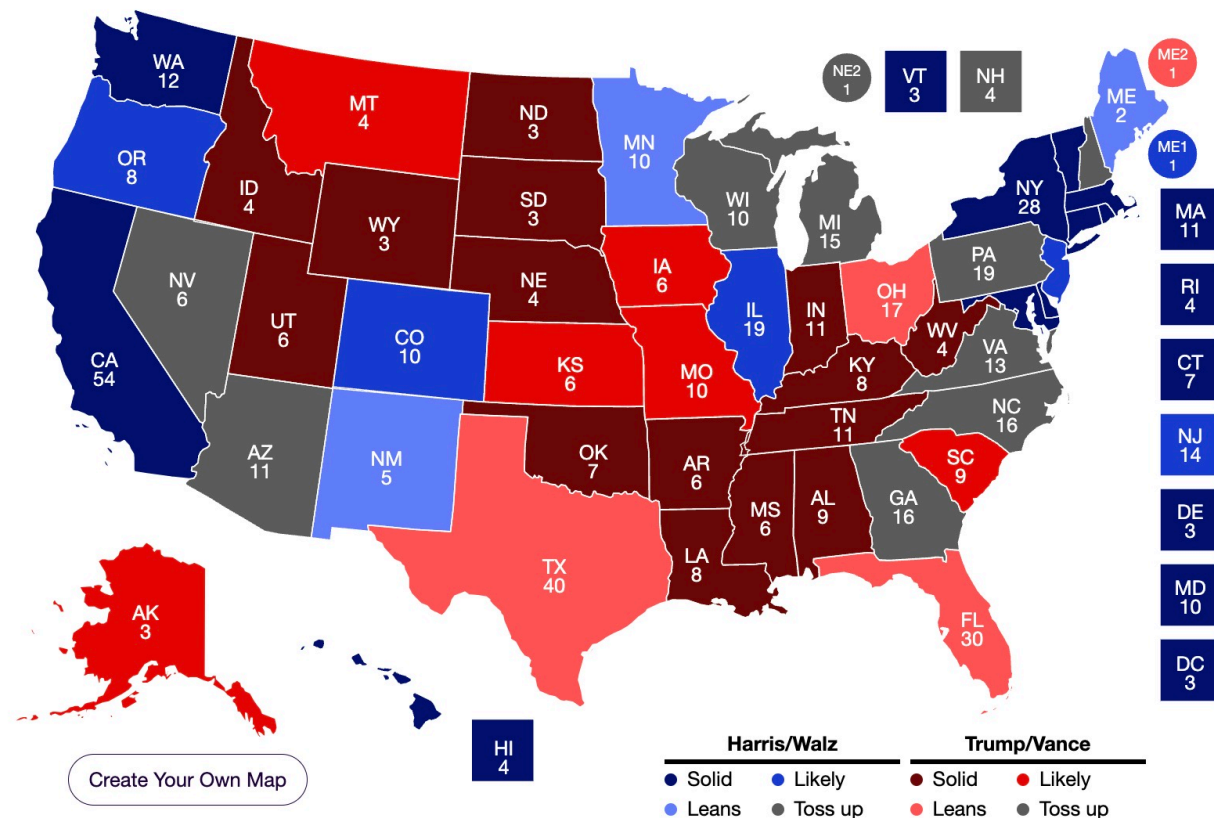 WA
12
OR
8
CA
54
NV
6
ID
4
MT
4
WY
3
UT
6
AZ
11
CO
10
NM
5
ND
3
SD
3
NE
4
KS
6
OK
7
TX
40
MN
10
IA
6
MO
10
AR
6
LA
8
WI
10
IL
19
MI
15
IN
11
OH
17
KY
8
TN
11
MS
6
AL
9
GA
16
FL
30
SC
9
NC
16
VA
13
WV
4
PA
19
NY
28
ME
2
NE2
1
VT
3
NH
4
ME2
1
ME1
1
MA
11
RI
4
CT
7
NJ
14
DE
3
MD
10
DC
3
AK
3
HI
4
Create Your Own Map
Harris/Walz
Solid
Likely
Leans
Toss up
Trump/Vance
Solid
Likely
Leans
Toss up